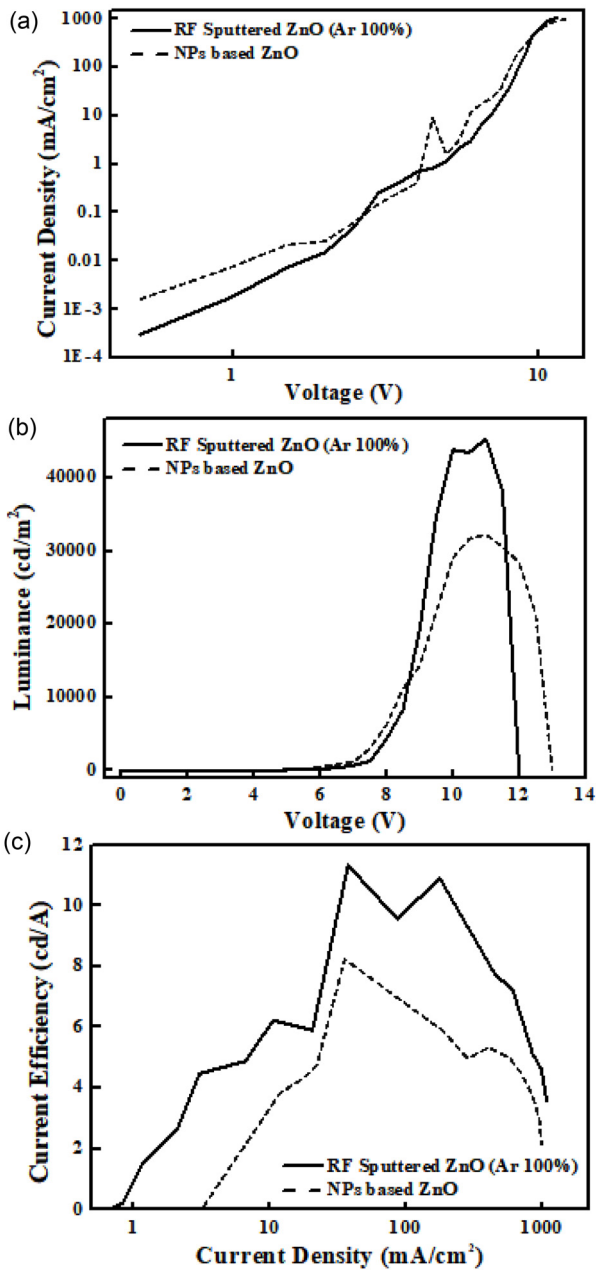 (a)
RF Sputtered ZnO (Ar 100%)
NPs based ZnO
Current Density (mA/cm²)
1000
100
10
1
0.1
0.01
1E-3
1E-4
1
10
Voltage (V)
(b)
RF Sputtered ZnO (Ar 100%)
NPs based ZnO
Luminance (cd/m²)
40000
30000
20000
10000
0
0
2
4
6
8
10
12
14
Voltage (V)
(c)
Current Efficiency (cd/A)
12
10
8
6
4
2
0
RF Sputtered ZnO (Ar 100%)
NPs based ZnO
1
10
100
1000
Current Density (mA/cm²)